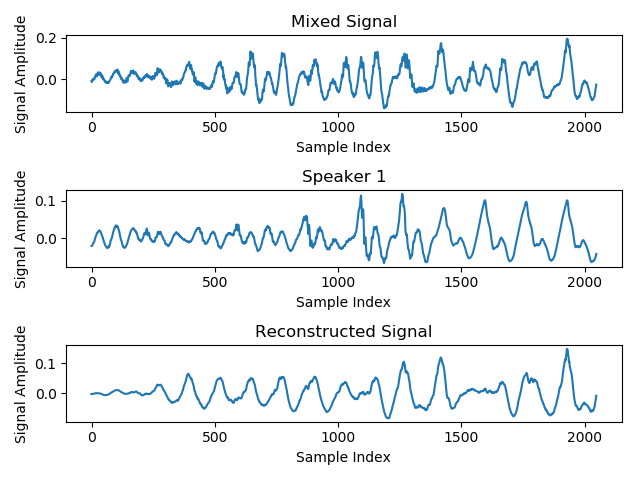 Mixed Signal
Signal Amplitude
0.2
0.0
0 500 1000 1500 2000
Sample Index
Speaker 1
Signal Amplitude
0.1
0.0
0 500 1000 1500 2000
Sample Index
Reconstructed Signal
Signal Amplitude
0.1
0.0
0 500 1000 1500 2000
Sample Index